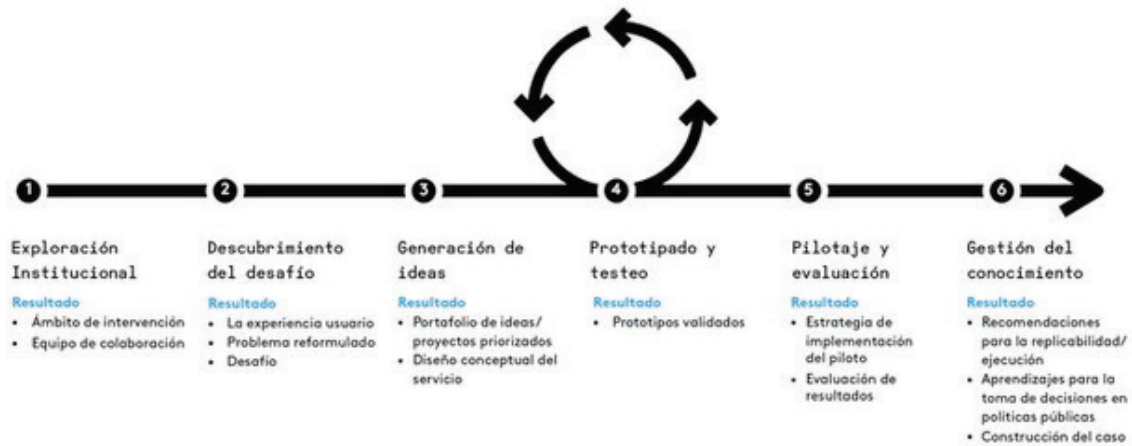 1
2
3
4
5
6
Exploración
Institucional
Resultado
• Ámbito de intervención
• Equipo de colaboración
Descubrimiento
del desafío
Resultado
• La experiencia usuario
• Problema reformulado
• Desafío
Generación de
ideas
Resultado
• Portafolio de ideas/
proyectos priorizados
• Diseño conceptual del
servicio
Prototipado y
testeo
Resultado
• Prototipos validados
Pilotaje y
evaluación
Resultado
• Estrategia de
implementación
del piloto
• Evaluación de
resultados
Gestión del
conocimiento
Resultado
• Recomendaciones
para la replicabilidad/
ejecución
• Aprendizajes para la
toma de decisiones en
políticas públicas
• Construcción del caso